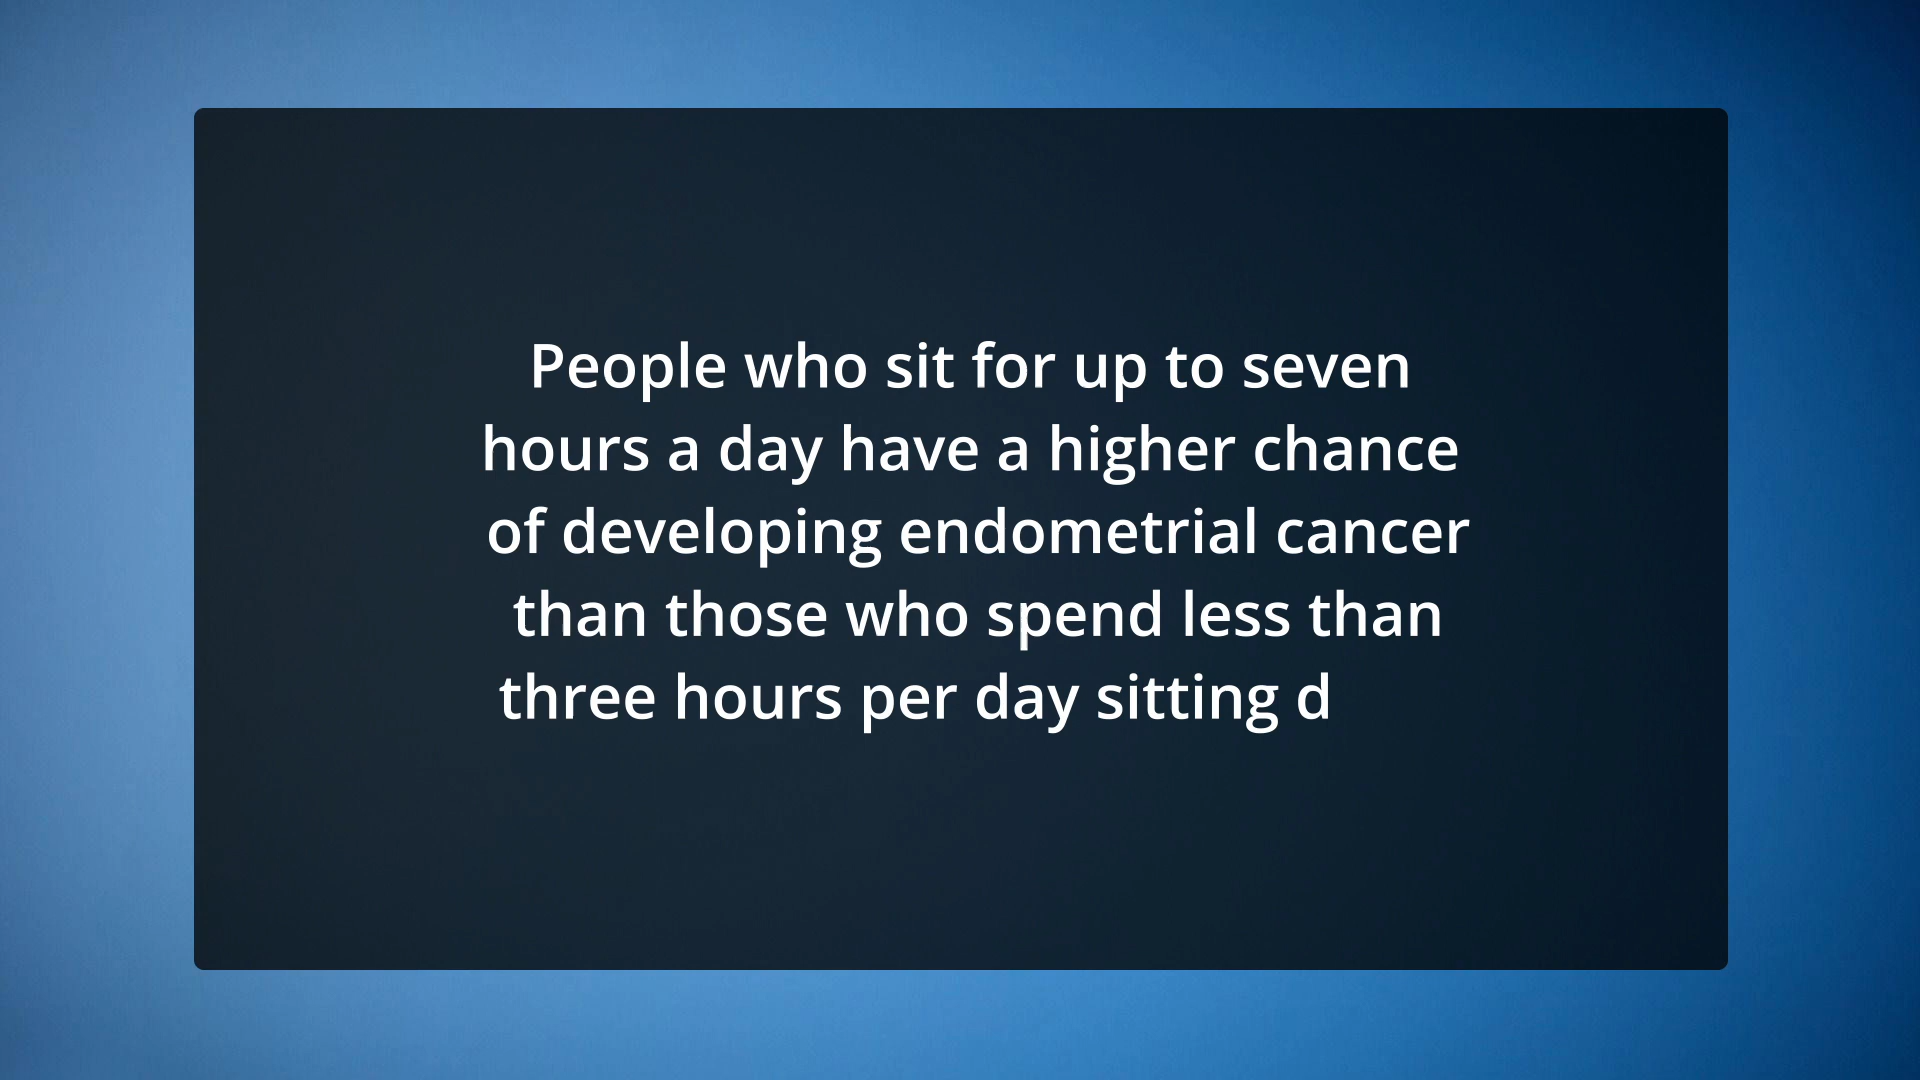 People who sit for up to seven
hours a day have a higher chance
of developing endometrial cancer
than those who spend less than
three hours per day sitting d